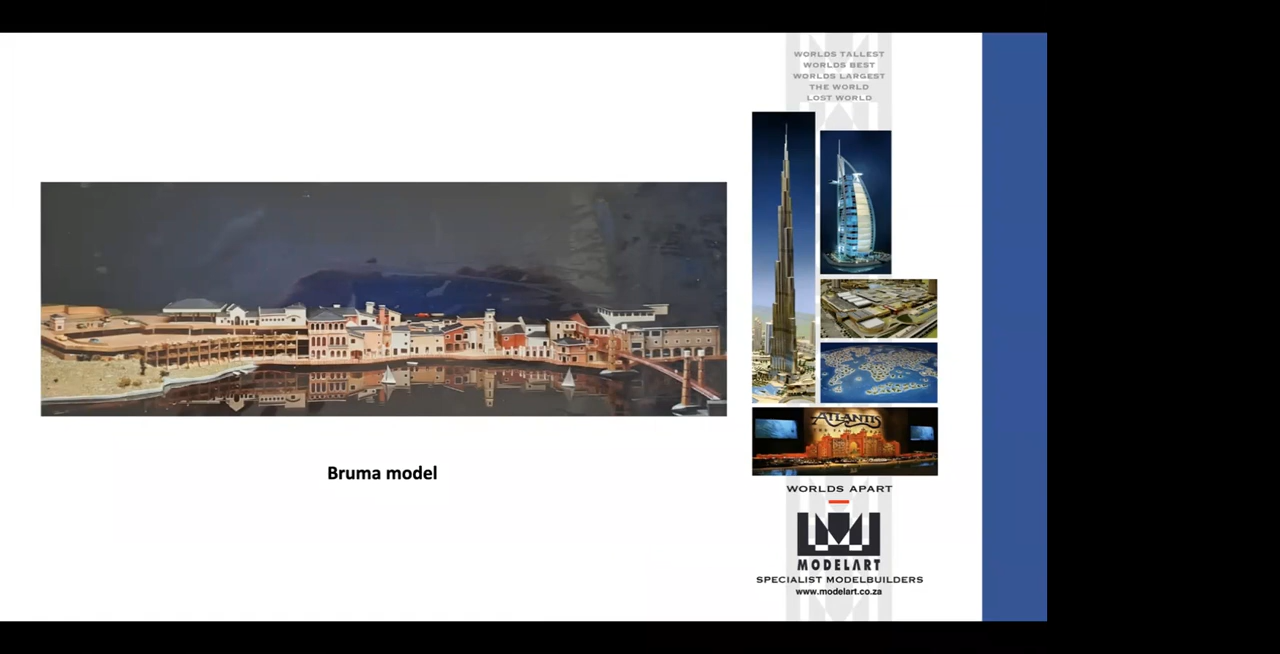 WORLDS TALLEST
WORLDS BEST
WORLDS LARGEST
THE WORLD
LOST WORLD
ATLANTIS
Bruma model
WORLDS APART
MODELART
SPECIALIST MODELBUILDERS
www.modelart.co.za